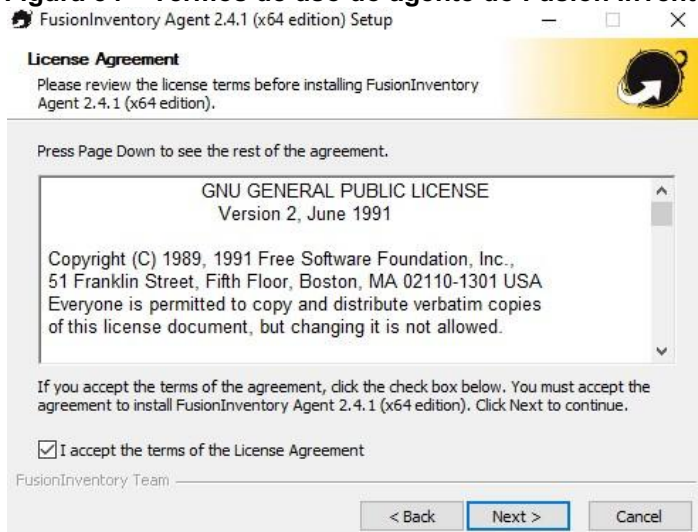 FusionInventory Agent 2.4.1 (x64 edition) Setup
License Agreement
Please review the license terms before installing FusionInventory
Agent 2.4.1 (x64 edition).
Press Page Down to see the rest of the agreement.
GNU GENERAL PUBLIC LICENSE
Version 2, June 1991
Copyright (C) 1989, 1991 Free Software Foundation, Inc.,
51 Franklin Street, Fifth Floor, Boston, MA 02110-1301 USA
Everyone is permitted to copy and distribute verbatim copies
of this license document, but changing it is not allowed.
If you accept the terms of the agreement, click the check box below. You must accept the
agreement to install FusionInventory Agent 2.4.1 (x64 edition). Click Next to continue.
I accept the terms of the License Agreement
FusionInventory Team
< Back Next > Cancel